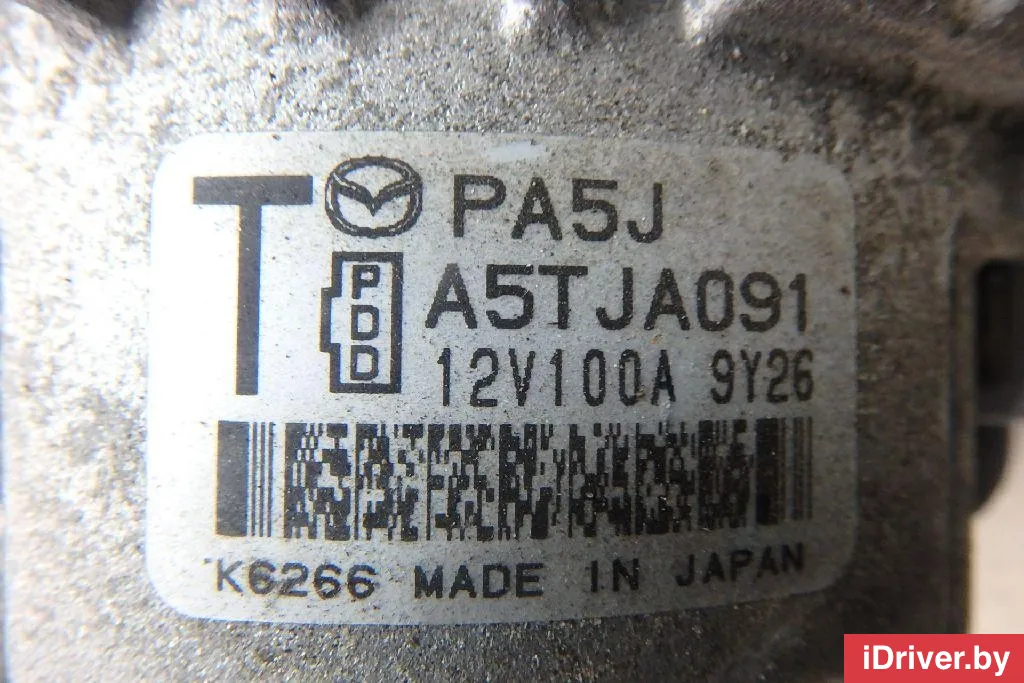 T PA5J
PDD A5TJA091
12V100A 9Y26
K6266 MADE IN JAPAN
iDriver.by